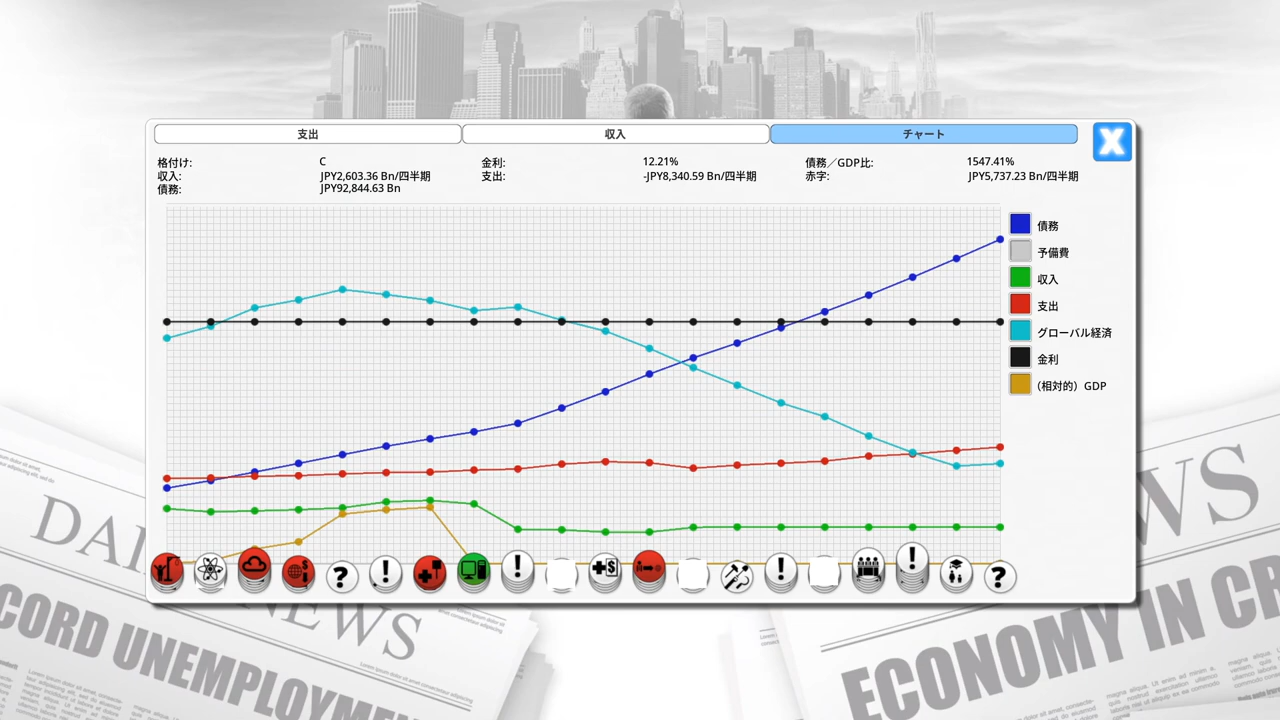 支出 収入 チャート
格付け: C 金利: 12.21% 債務／GDP比: 1547.41%
収入: JPY2,603.36 Bn/四半期 支出: -JPY8,340.59 Bn/四半期 赤字: JPY5,737.23 Bn/四半期
債務: JPY92,844.63 Bn
債務
予備費
収入
支出
グローバル経済
金利
(相対的) GDP
DAI
NEWS
CORD UNEMPLOYME
WS
ECONOMY IN CR